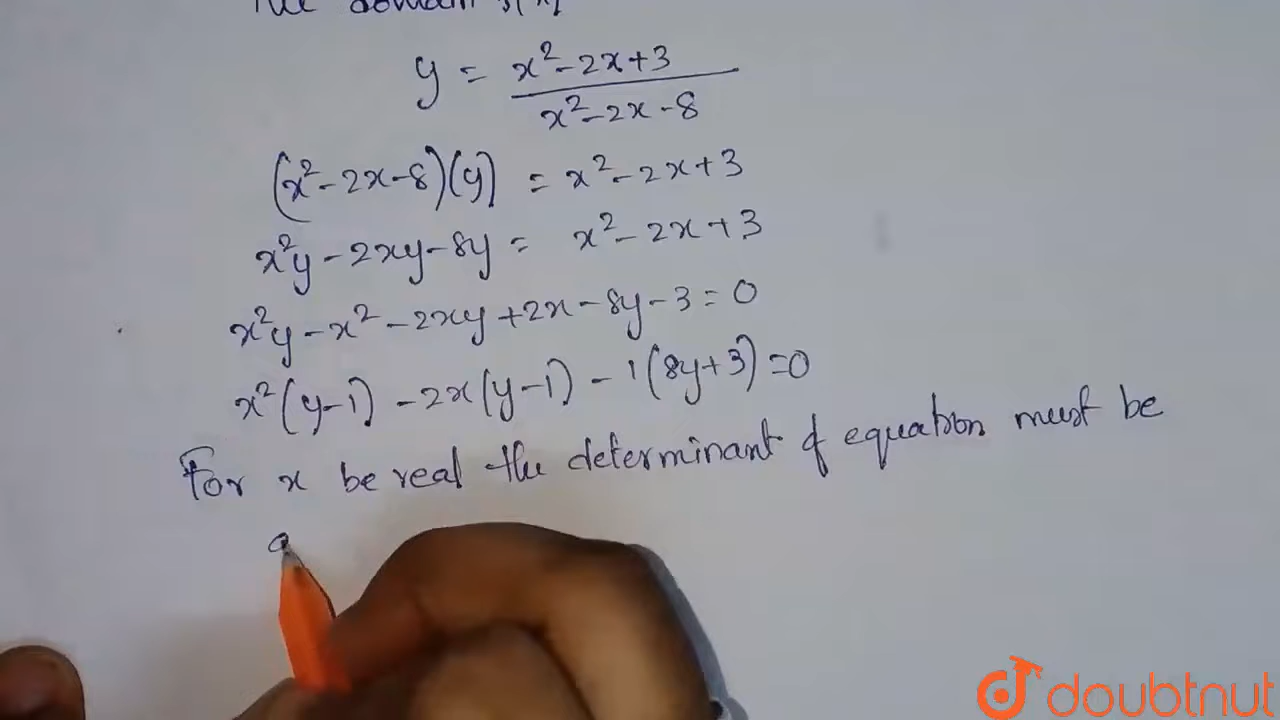 The domain
y = x²-2x+3 / x²-2x-8
(x²-2x-8)(y) = x²-2x+3
x²y-2xy-8y = x²-2x+3
x²y-x²-2xy+2x-8y-3=0
x²(y-1)-2x(y-1)-1(8y+3)=0
For x be real the determinant of equation must be
doubtnut